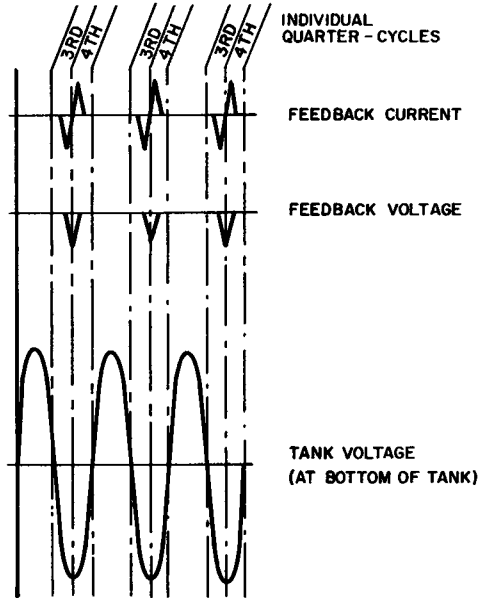 INDIVIDUAL
QUARTER-CYCLES
3RD
4TH
3RD
4TH
3RD
4TH
FEEDBACK CURRENT
FEEDBACK VOLTAGE
TANK VOLTAGE
(AT BOTTOM OF TANK)